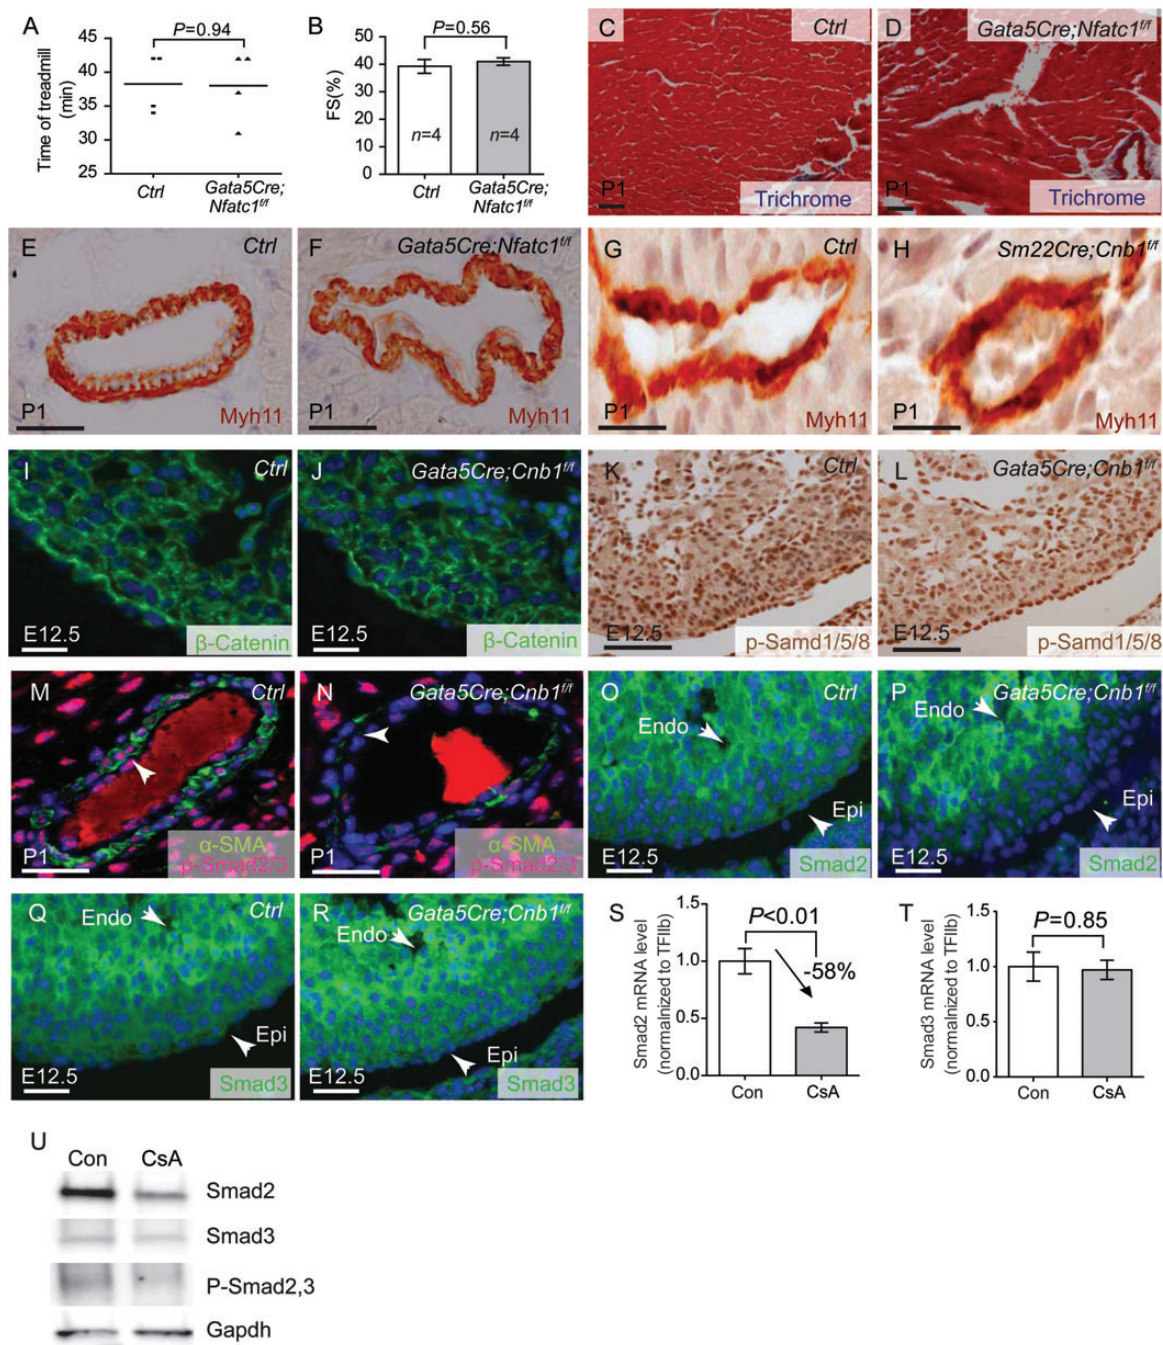 A
P=0.94
Time of treadmill
(min)
45
40
35
30
25
Ctrl
Gata5Cre;
Nfatc1f/f
B
P=0.56
FS(%)
50
40
30
20
10
0
n=4
n=4
Ctrl
Gata5Cre;
Nfatc1f/f
C
Ctrl
P1
Trichrome
D
Gata5Cre;Nfatc1f/f
P1
Trichrome
E
Ctrl
P1
Myh11
F
Gata5Cre;Nfatc1f/f
P1
Myh11
G
Ctrl
P1
Myh11
H
Sm22Cre;Cnb1f/f
P1
Myh11
I
Ctrl
E12.5
β-Catenin
J
Gata5Cre;Cnb1f/f
E12.5
β-Catenin
K
Ctrl
E12.5
p-Samd1/5/8
L
Gata5Cre;Cnb1f/f
E12.5
p-Samd1/5/8
M
Ctrl
α-SMA
P1
p-Smad2/3
N
Gata5Cre;Cnb1f/f
α-SMA
P1
p-Smad2/3
O
Ctrl
Endo
Epi
E12.5
Smad2
P
Gata5Cre;Cnb1f/f
Endo
Epi
E12.5
Smad2
Q
Ctrl
Endo
Epi
E12.5
Smad3
R
Gata5Cre;Cnb1f/f
Endo
Epi
E12.5
Smad3
S
P<0.01
-58%
Smad2 mRNA level
(normalnized to TFIIb)
1.5
1.0
0.5
1.5
Con
CsA
T
P=0.85
Smad3 mRNA level
(normalnized to TFIIb)
1.5
1.0
0.5
0.0
Con
CsA
U
Con
CsA
Smad2
Smad3
P-Smad2,3
Gapdh